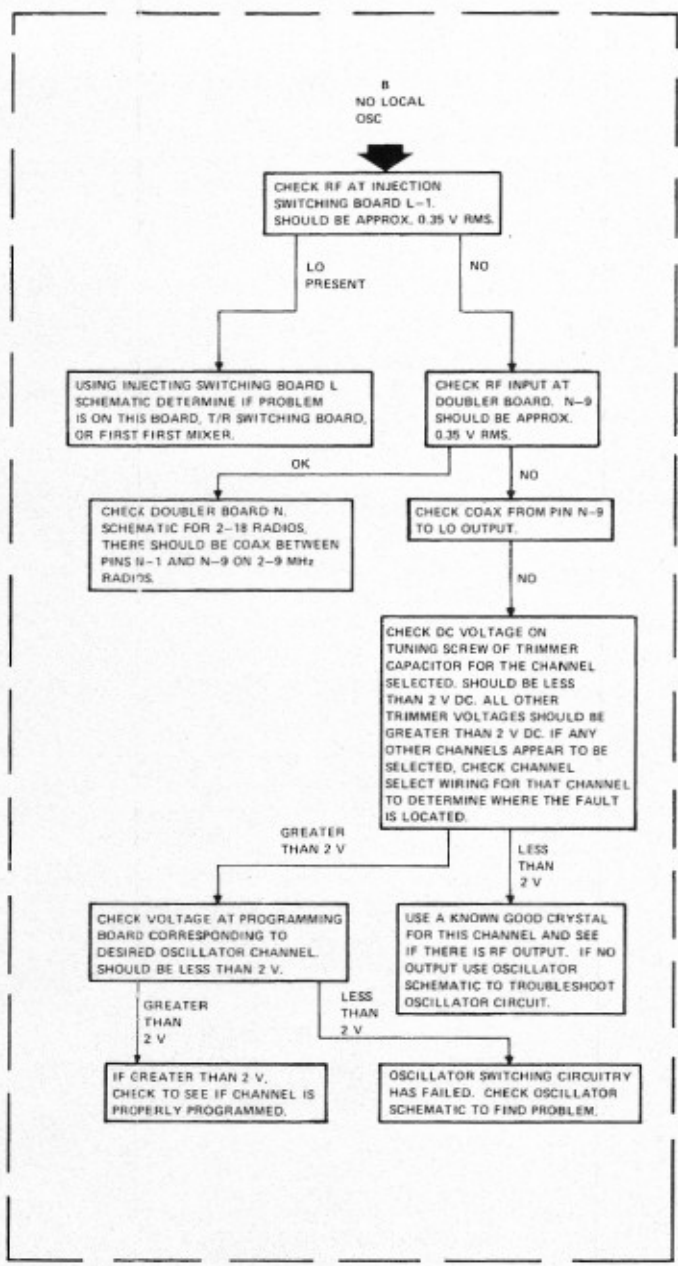 B
NO LOCAL
OSC
CHECK RF AT INJECTION
SWITCHING BOARD L-1.
SHOULD BE APPROX. 0.35 V RMS.
LO
PRESENT
NO
USING INJECTING SWITCHING BOARD L
SCHEMATIC DETERMINE IF PROBLEM
IS ON THIS BOARD, T/R SWITCHING BOARD,
OR FIRST FIRST MIXER.
CHECK RF INPUT AT
DOUBLER BOARD. N-9
SHOULD BE APPROX.
0.35 V RMS.
OK
NO
CHECK DOUBLER BOARD N.
SCHEMATIC FOR 2-18 RADIOS,
THERE SHOULD BE COAX BETWEEN
PINS N-1 AND N-9 ON 2-9 MHz
RADIOS.
CHECK COAX FROM PIN N-9
TO LO OUTPUT.
NO
CHECK DC VOLTAGE ON
TUNING SCREW OF TRIMMER
CAPACITOR FOR THE CHANNEL
SELECTED. SHOULD BE LESS
THAN 2 V DC. ALL OTHER
TRIMMER VOLTAGES SHOULD BE
GREATER THAN 2 V DC. IF ANY
OTHER CHANNELS APPEAR TO BE
SELECTED, CHECK CHANNEL
SELECT WIRING FOR THAT CHANNEL
TO DETERMINE WHERE THE FAULT
IS LOCATED.
GREATER
THAN 2 V
LESS
THAN
2 V
CHECK VOLTAGE AT PROGRAMMING
BOARD CORRESPONDING TO
DESIRED OSCILLATOR CHANNEL.
SHOULD BE LESS THAN 2 V.
USE A KNOWN GOOD CRYSTAL
FOR THIS CHANNEL AND SEE
IF THERE IS RF OUTPUT. IF NO
OUTPUT USE OSCILLATOR
SCHEMATIC TO TROUBLESHOOT
OSCILLATOR CIRCUIT.
GREATER
THAN
2 V
LESS
THAN
2 V
IF GREATER THAN 2 V,
CHECK TO SEE IF CHANNEL IS
PROPERLY PROGRAMMED.
OSCILLATOR SWITCHING CIRCUITRY
HAS FAILED. CHECK OSCILLATOR
SCHEMATIC TO FIND PROBLEM.